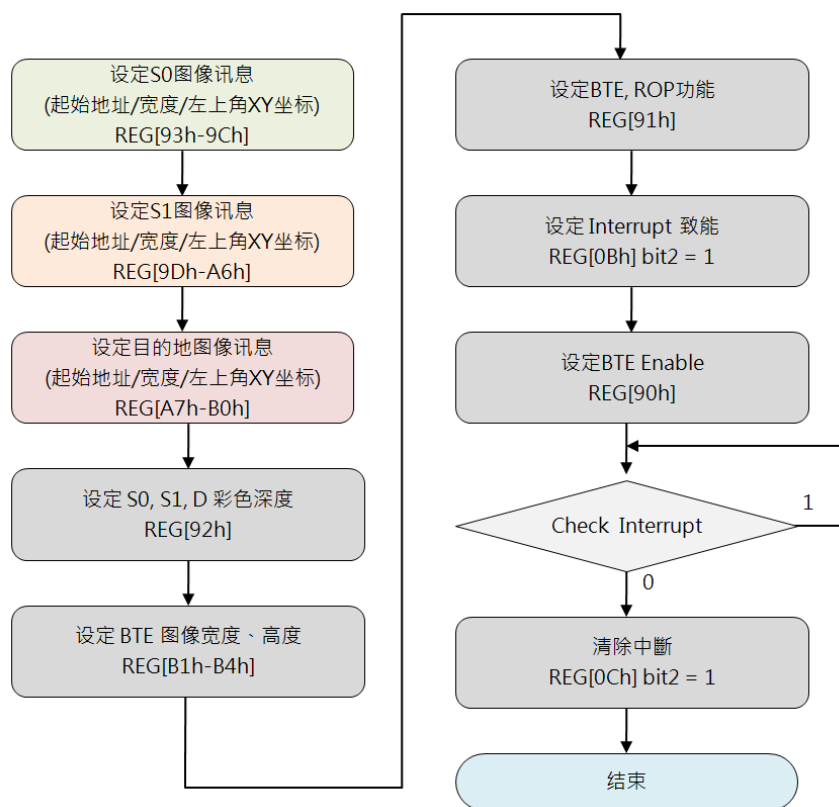 设定S0图像讯息
(起始地址/宽度/左上角XY坐标)
REG[93h-9Ch]
设定S1图像讯息
(起始地址/宽度/左上角XY坐标)
REG[9Dh-A6h]
设定目的地图像讯息
(起始地址/宽度/左上角XY坐标)
REG[A7h-B0h]
设定 S0, S1, D 彩色深度
REG[92h]
设定 BTE 图像宽度、高度
REG[B1h-B4h]
设定BTE, ROP功能
REG[91h]
设定 Interrupt 致能
REG[0Bh] bit2 = 1
设定BTE Enable
REG[90h]
Check Interrupt
1
0
清除中斷
REG[0Ch] bit2 = 1
结束